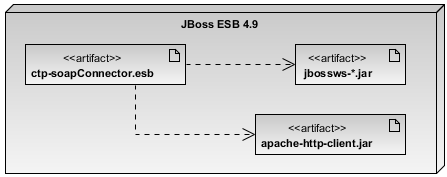 JBoss ESB 4.9
<<artifact>>
ctp-soapConnector.esb
<<artifact>>
jbossws-*.jar
<<artifact>>
apache-http-client.jar